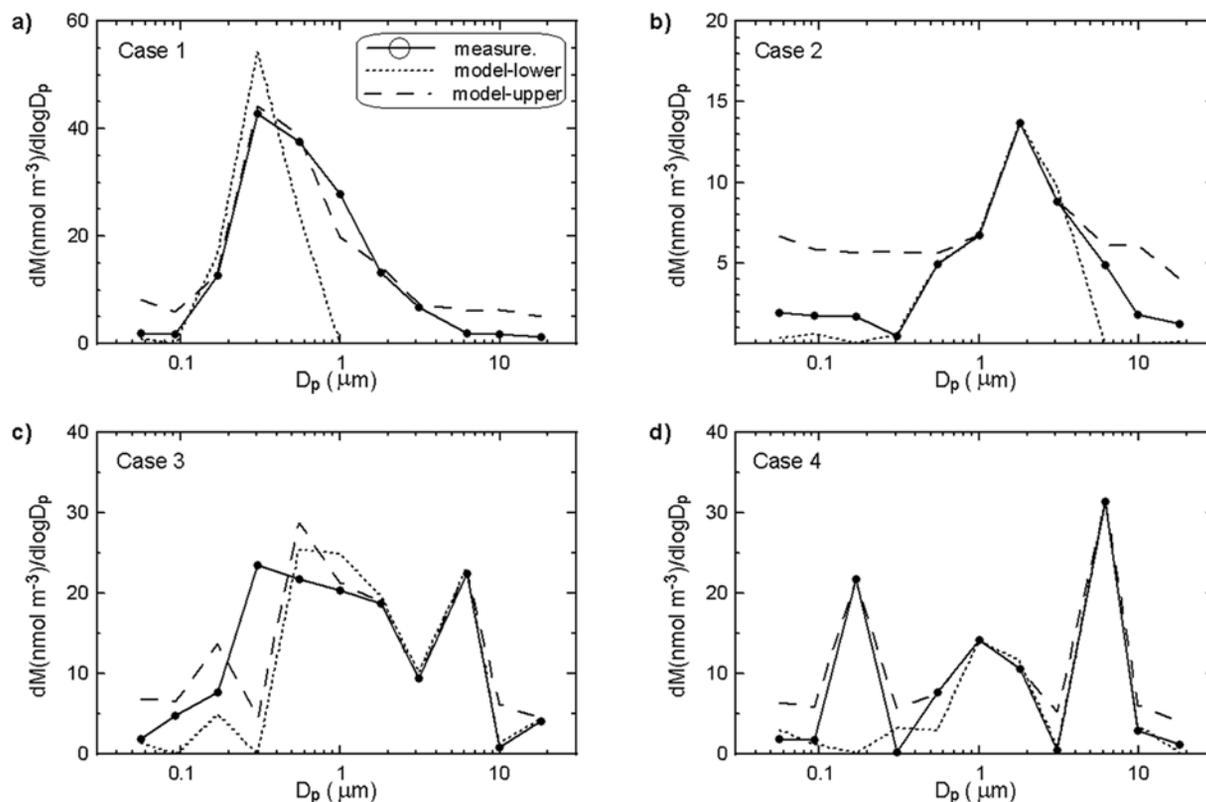 a)
Case 1
measure.
model-lower
model-upper
60
40
20
0
dM(nmol m⁻³)/dlogDₚ
0.1 1 10
Dₚ ( μm)
b)
Case 2
20
15
10
5
dM(nmol m⁻³)/dlogDₚ
0.1 1 10
Dₚ ( μm)
c)
Case 3
40
30
20
10
0
dM(nmol m⁻³)/dlogDₚ
0.1 1 10
Dₚ ( μm)
d)
Case 4
40
30
20
10
0
dM(nmol m⁻³)/dlogDₚ
0.1 1 10
Dₚ ( μm)